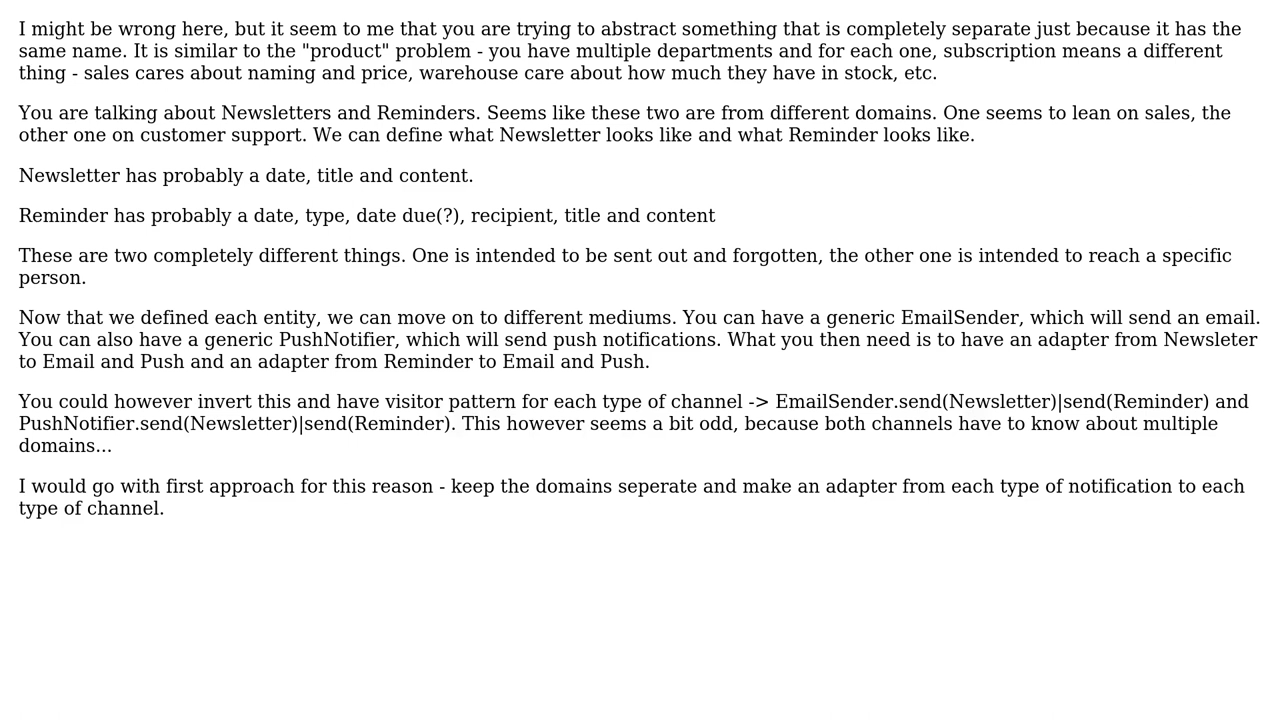 I might be wrong here, but it seem to me that you are trying to abstract something that is completely separate just because it has the
same name. It is similar to the "product" problem - you have multiple departments and for each one, subscription means a different
thing - sales cares about naming and price, warehouse care about how much they have in stock, etc.
You are talking about Newsletters and Reminders. Seems like these two are from different domains. One seems to lean on sales, the
other one on customer support. We can define what Newsletter looks like and what Reminder looks like.
Newsletter has probably a date, title and content.
Reminder has probably a date, type, date due(?), recipient, title and content
These are two completely different things. One is intended to be sent out and forgotten, the other one is intended to reach a specific
person.
Now that we defined each entity, we can move on to different mediums. You can have a generic EmailSender, which will send an email.
You can also have a generic PushNotifier, which will send push notifications. What you then need is to have an adapter from Newsleter
to Email and Push and an adapter from Reminder to Email and Push.
You could however invert this and have visitor pattern for each type of channel -> EmailSender.send(Newsletter)|send(Reminder) and
PushNotifier.send(Newsletter)|send(Reminder). This however seems a bit odd, because both channels have to know about multiple
domains...
I would go with first approach for this reason - keep the domains seperate and make an adapter from each type of notification to each
type of channel.